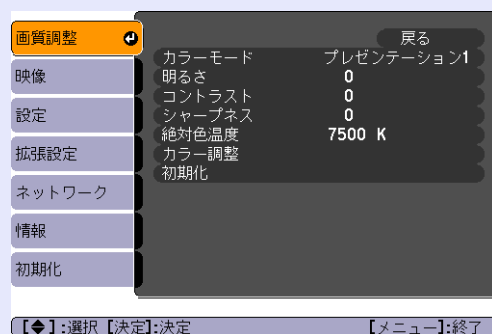 画質調整
映像
設定
拡張設定
ネットワーク
情報
初期化
戻る
カラーモード プレゼンテーション1
明るさ 0
コントラスト 0
シャープネス 0
絶対色温度 7500 K
カラー調整
初期化
[◆]:選択 [決定]:決定 [メニュー]:終了